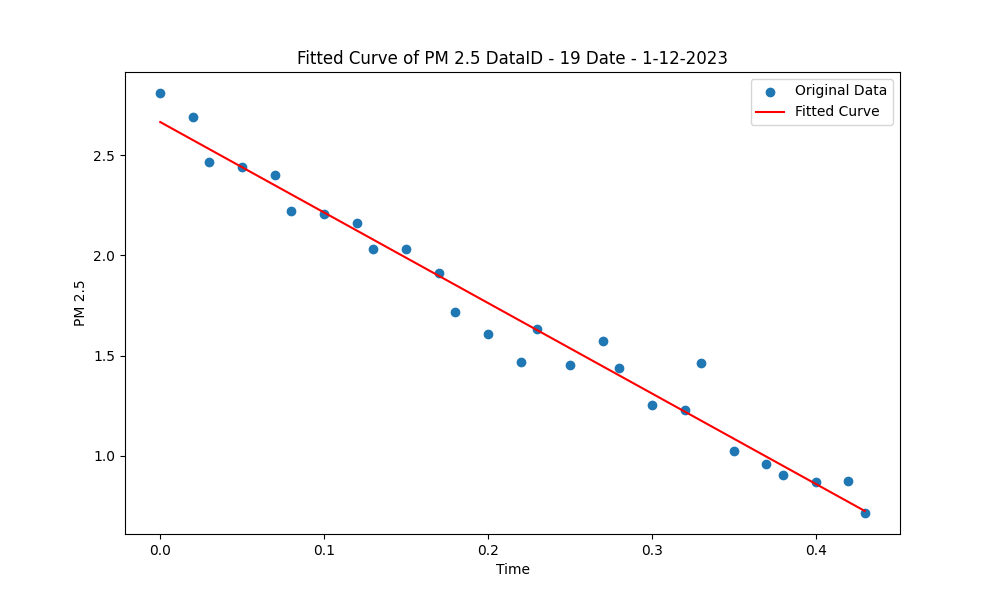 Fitted Curve of PM 2.5 DataID - 19 Date - 1-12-2023
Original Data
Fitted Curve
PM 2.5
2.5
2.0
1.5
1.0
0.0 0.1 0.2 0.3 0.4
Time